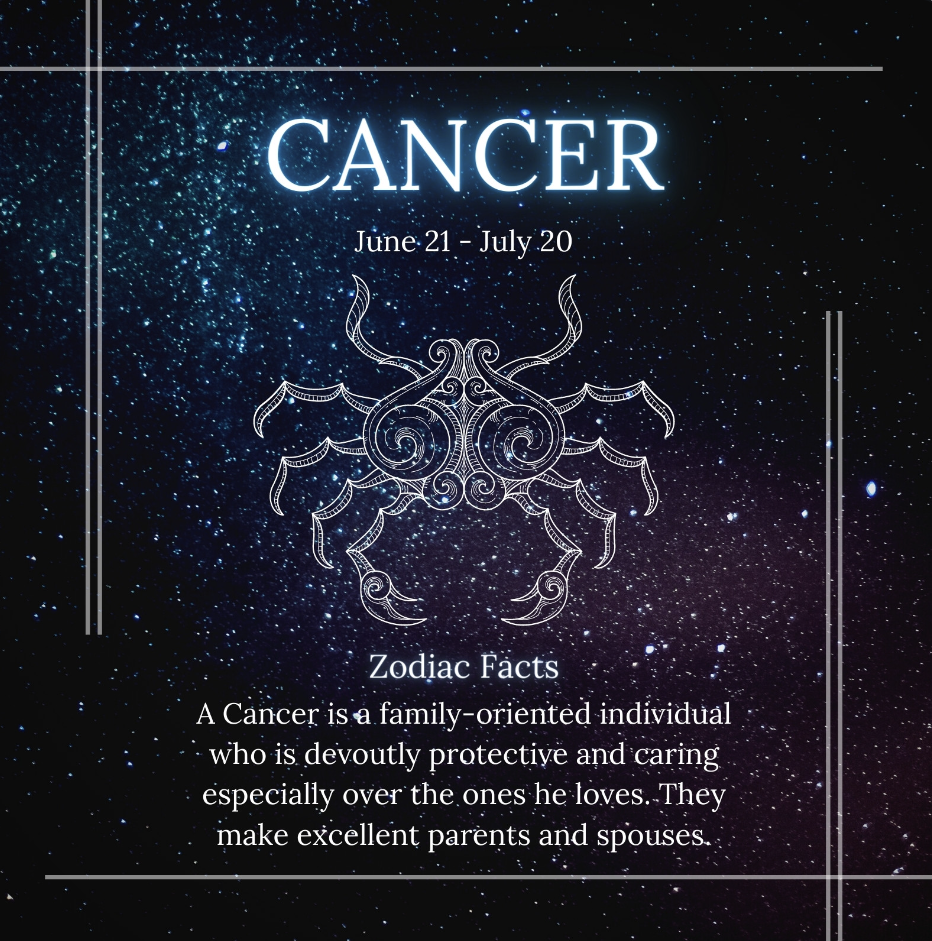 CANCER
June 21 - July 20
Zodiac Facts
A Cancer is a family-oriented individual
who is devoutly protective and caring
especially over the ones he loves. They
make excellent parents and spouses.